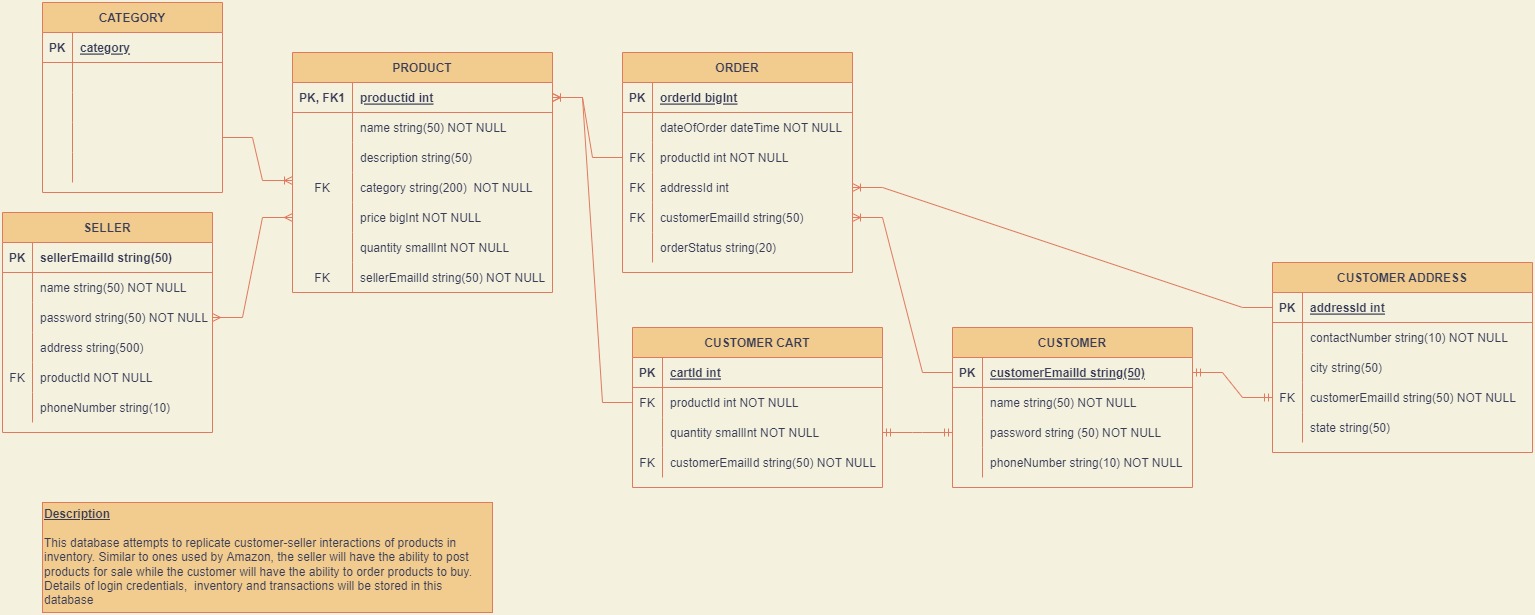 CATEGORY
PK category
PRODUCT
PK, FK1 productid int
name string(50) NOT NULL
description string(50)
FK category string(200) NOT NULL
price bigInt NOT NULL
quantity smallInt NOT NULL
FK sellerEmailId string(50) NOT NULL
ORDER
PK orderId bigInt
dateOfOrder dateTime NOT NULL
FK productId int NOT NULL
FK addressId int
FK customerEmailId string(50)
orderStatus string(20)
SELLER
PK sellerEmailId string(50)
name string(50) NOT NULL
password string(50) NOT NULL
address string(500)
FK productId NOT NULL
phoneNumber string(10)
CUSTOMER CART
PK cartId int
FK productId int NOT NULL
quantity smallInt NOT NULL
FK customerEmailId string(50) NOT NULL
CUSTOMER
PK customerEmailId string(50)
name string(50) NOT NULL
password string (50) NOT NULL
phoneNumber string(10) NOT NULL
CUSTOMER ADDRESS
PK addressId int
contactNumber string(10) NOT NULL
city string(50)
FK customerEmailId string(50) NOT NULL
state string(50)
Description
This database attempts to replicate customer-seller interactions of products in
inventory. Similar to ones used by Amazon, the seller will have the ability to post
products for sale while the customer will have the ability to order products to buy.
Details of login credentials,  inventory and transactions will be stored in this
database